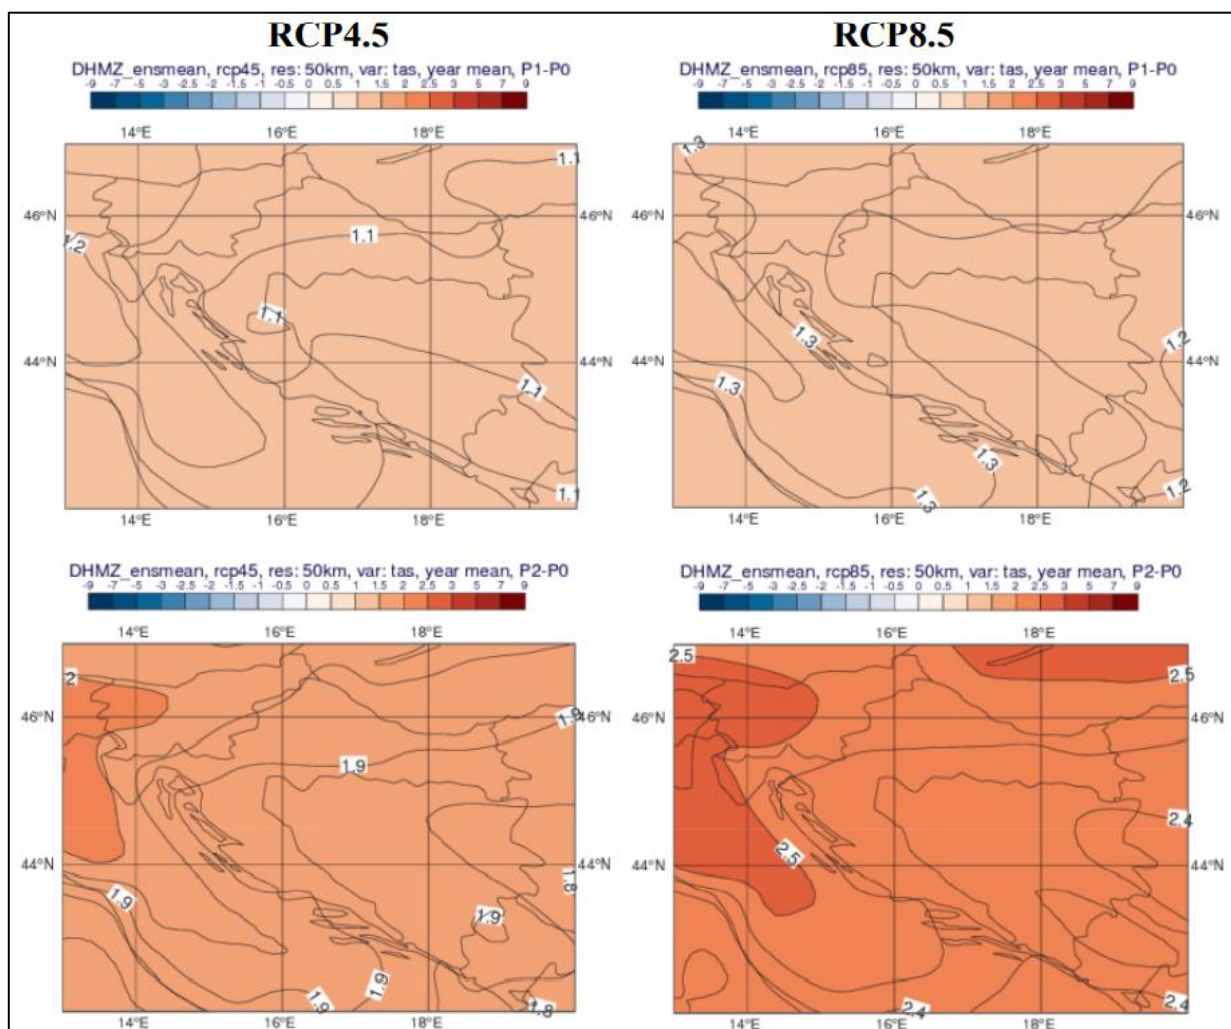 RCP4.5 RCP8.5
DHMZ_ensmean, rcp45, res: 50km, var: tas, year mean, P1-P0
-9 -7 -5 -3 -2.5 -2 -1.5 -1 -0.5 0 0.5 1 1.5 2 2.5 3 5 7 9
14°E 16°E 18°E
46°N 46°N
44°N 44°N
1.1
1.2
1.1
1.1
1.1
1.1
14°E 16°E 18°E
DHMZ_ensmean, rcp85, res: 50km, var: tas, year mean, P1-P0
-9 -7 -5 -3 -2.5 -2 -1.5 -1 -0.5 0 0.5 1 1.5 2 2.5 3 5 7 9
14°E 16°E 18°E
46°N 46°N
44°N 44°N
1.3
1.3
1.2
1.3
1.3
1.3
1.2
14°E 16°E 18°E
DHMZ_ensmean, rcp45, res: 50km, var: tas, year mean, P2-P0
-9 -7 -5 -3 -2.5 -2 -1.5 -1 -0.5 0 0.5 1 1.5 2 2.5 3 5 7 9
14°E 16°E 18°E
46°N 46°N
44°N 44°N
2
1.9
1.9
1.8
1.9
1.9
1.9
1.9
1.8
14°E 16°E 18°E
DHMZ_ensmean, rcp85, res: 50km, var: tas, year mean, P2-P0
-9 -7 -5 -3 -2.5 -2 -1.5 -1 -0.5 0 0.5 1 1.5 2 2.5 3 5 7 9
14°E 16°E 18°E
46°N 46°N
44°N 44°N
2.5
2.5
2.4
2.5
2.4
2.4
14°E 16°E 18°E